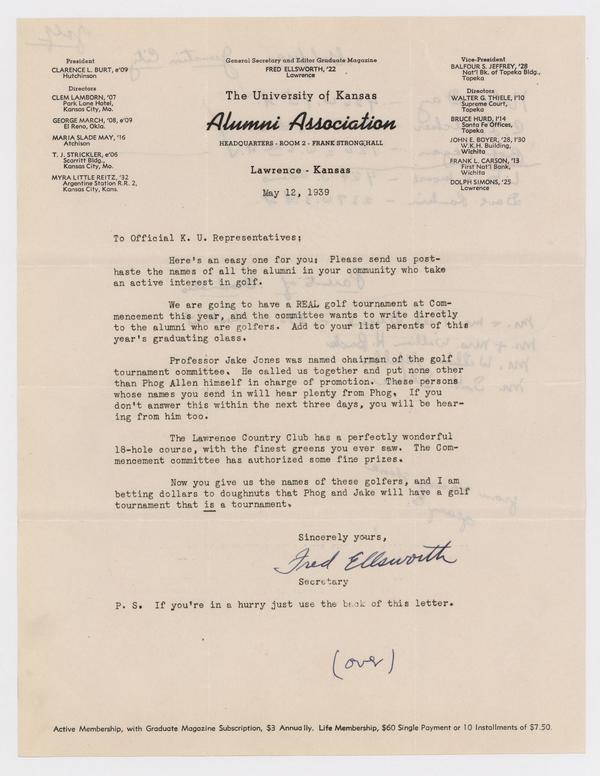 President
CLARENCE L. BURT, e'09
Hutchinson
Directors
CLEM LAMBORN, '07
Park Lane Hotel,
Kansas City, Mo.
GEORGE MARCH, '08, e'09
El Reno, Okla.
MARIA SLADE MAY, '16
Atchison
T. J. STRICKLER, e'06
Scarritt Bldg.,
Kansas City, Mo.
MYRA LITTLE REITZ, '32
Argentine Station R.R. 2,
Kansas City, Kans.
General Secretary and Editor Graduate Magazine
FRED ELLSWORTH, '22
Lawrence
The University of Kansas
Alumni Association
HEADQUARTERS - ROOM 2 - FRANK STRONG HALL
Lawrence - Kansas
Vice-President
BALFOUR S. JEFFREY, '28
Nat'l Bk. of Topeka Bldg.,
Topeka
Directors
WALTER G. THIELE, l'10
Supreme Court,
Topeka
BRUCE HURD, l'14
Santa Fe Offices,
Topeka
JOHN E. BOYER, '28, l'30
W.K.H. Building,
Wichita
FRANK L. CARSON, '13
First Nat'l Bank,
Wichita
DOLPH SIMONS, '25
Lawrence
May 12, 1939
To Official K. U. Representatives:
Here's an easy one for you: Please send us post-
haste the names of all the alumni in your community who take
an active interest in golf.
We are going to have a REAL golf tournament at Com-
mencement this year, and the committee wants to write directly
to the alumni who are golfers. Add to your list parents of this
year's graduating class.
Professor Jake Jones was named chairman of the golf
tournament committee. He called us together and put none other
than Phog Allen himself in charge of promotion. These persons
whose names you send in will hear plenty from Phog. If you
don't answer this within the next three days, you will be hear-
ing from him too.
The Lawrence Country Club has a perfectly wonderful
18-hole course, with the finest greens you ever saw. The Com-
mencement committee has authorized some fine prizes.
Now you give us the names of these golfers, and I am
betting dollars to doughnuts that Phog and Jake will have a golf
tournament that is a tournament.
Sincerely yours,
Fred Ellsworth
Secretary
P. S. If you're in a hurry just use the back of this letter.
(over)
Active Membership, with Graduate Magazine Subscription, $3 Annually. Life Membership, $60 Single Payment or 10 Installments of $7.50.